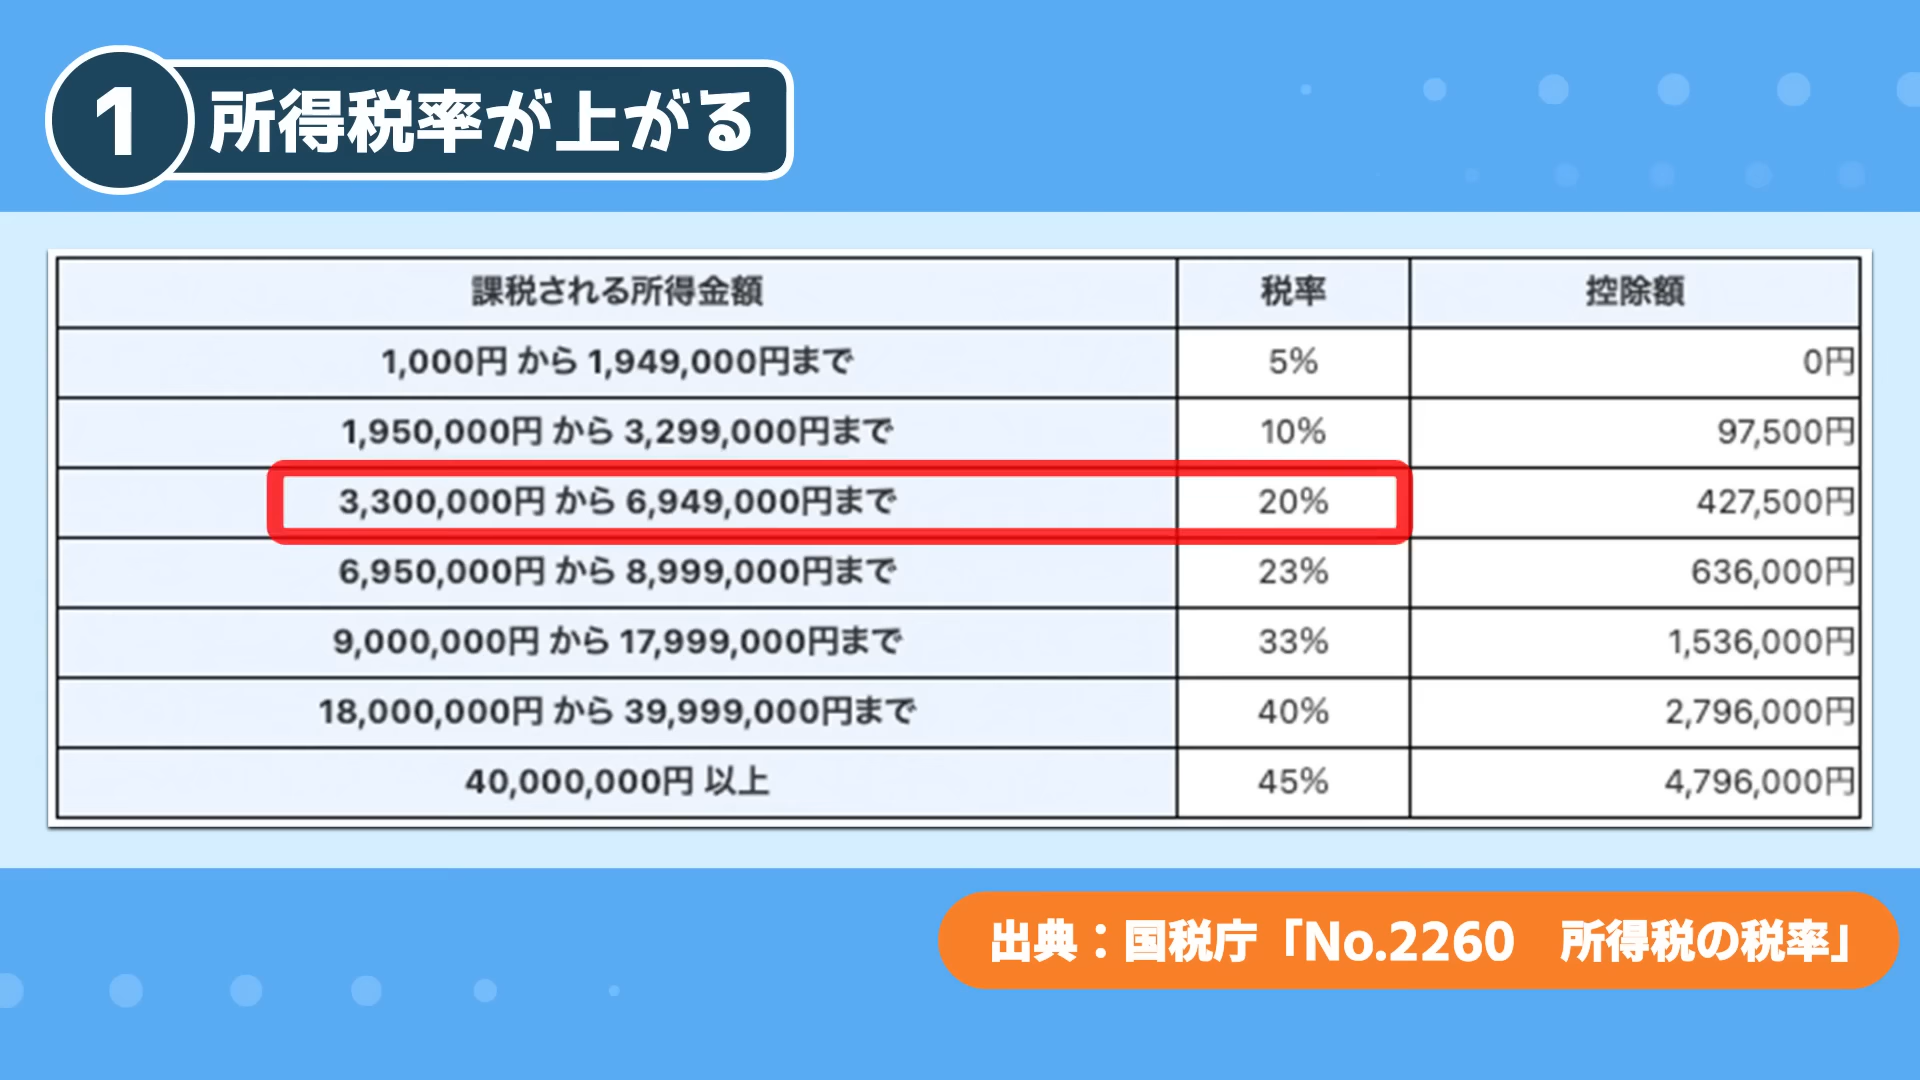 1 所得税率が上がる
課税される所得金額 税率 控除額
1,000円 から 1,949,000円まで 5% 0円
1,950,000円 から 3,299,000円まで 10% 97,500円
3,300,000円 から 6,949,000円まで 20% 427,500円
6,950,000円 から 8,999,000円まで 23% 636,000円
9,000,000円 から 17,999,000円まで 33% 1,536,000円
18,000,000円 から 39,999,000円まで 40% 2,796,000円
40,000,000円 以上 45% 4,796,000円
出典：国税庁「No.2260　所得税の税率」